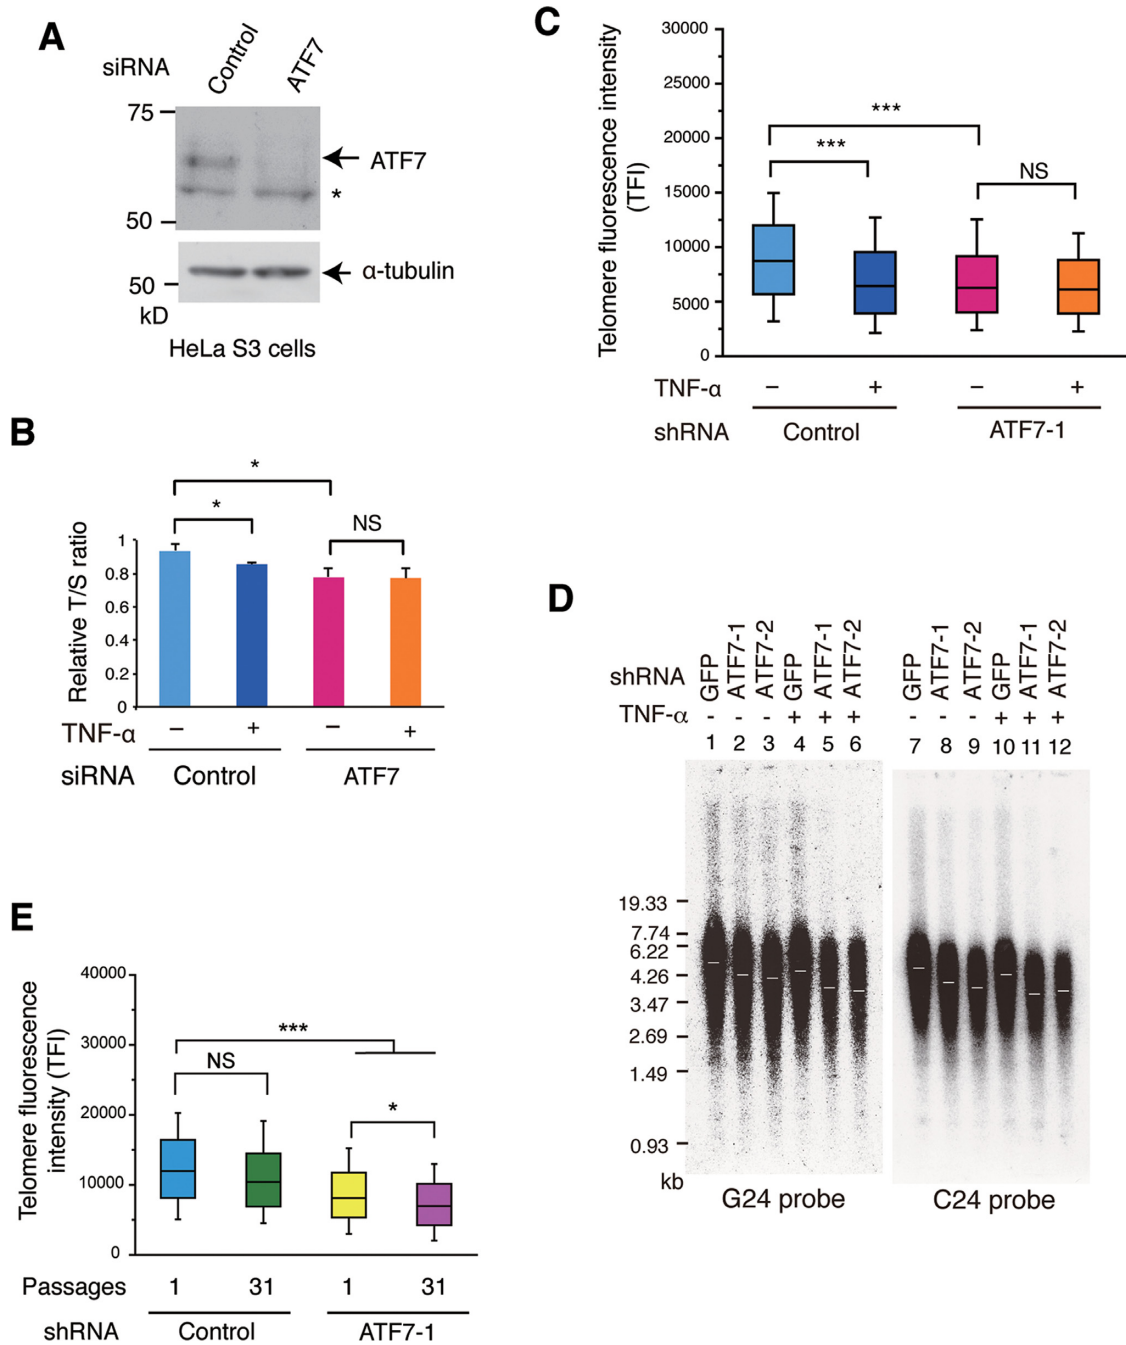 A
siRNA
Control
ATF7
75
ATF7
*
50
α-tubulin
50
kD
HeLa S3 cells
B
*
*
NS
Relative T/S ratio
1
0.8
0.6
0.4
0.2
0
TNF-α
− + − +
siRNA
Control
ATF7
C
Telomere fluorescence intensity
(TFI)
30000
25000
20000
15000
10000
5000
0
***
***
NS
TNF-α
− + − +
shRNA
Control
ATF7-1
D
shRNA
GFP
ATF7-1
ATF7-2
GFP
ATF7-1
ATF7-2
GFP
ATF7-1
ATF7-2
GFP
ATF7-1
ATF7-2
TNF-α
- - - + + + - - - + + +
1 2 3 4 5 6 7 8 9 10 11 12
19.33
7.74
6.22
4.26
3.47
2.69
1.49
0.93
kb
G24 probe
C24 probe
E
Telomere fluorescence
intensity (TFI)
40000
30000
20000
10000
0
***
NS
*
Passages 1 31 1 31
shRNA Control ATF7-1